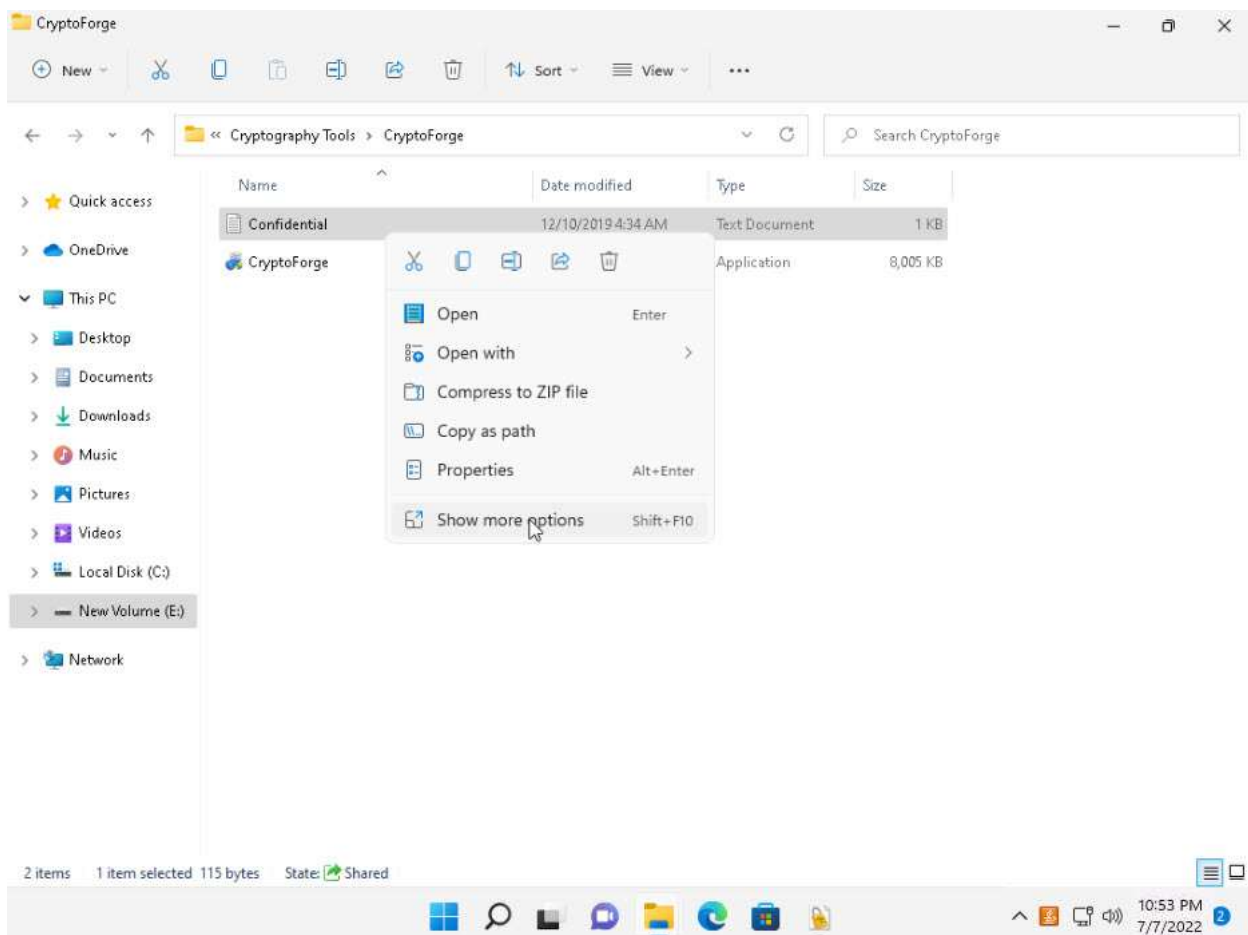 CryptoForge
New
Sort
View
« Cryptography Tools > CryptoForge
Search CryptoForge
Name Date modified Type Size
Quick access
Confidential 12/10/2019 4:34 AM Text Document 1 KB
OneDrive
CryptoForge Application 8,005 KB
This PC
Desktop
Documents
Downloads
Music
Pictures
Videos
Local Disk (C:)
New Volume (E:)
Network
Open Enter
Open with
Compress to ZIP file
Copy as path
Properties Alt+Enter
Show more options Shift+F10
2 items 1 item selected 115 bytes State: Shared
10:53 PM
7/7/2022
2